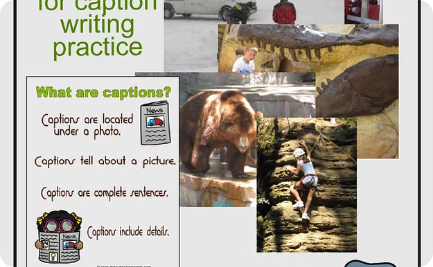 for caption
writing
practice
What are captions?
Captions are located
under a photo.
News
Captions tell about a picture.
Captions are complete sentences.
News
Captions include details.